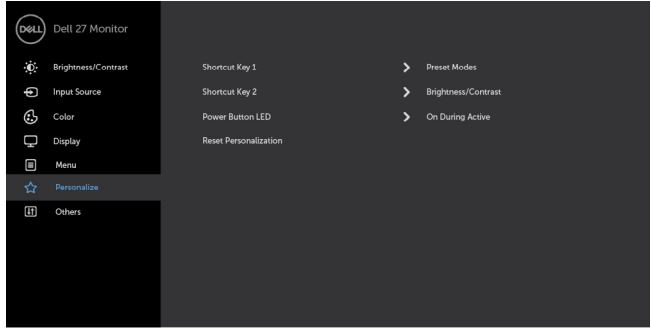 DELL Dell 27 Monitor
Brightness/Contrast Shortcut Key 1 Preset Modes
Input Source Shortcut Key 2 Brightness/Contrast
Color Power Button LED On During Active
Display Reset Personalization
Menu
Personalize
Others